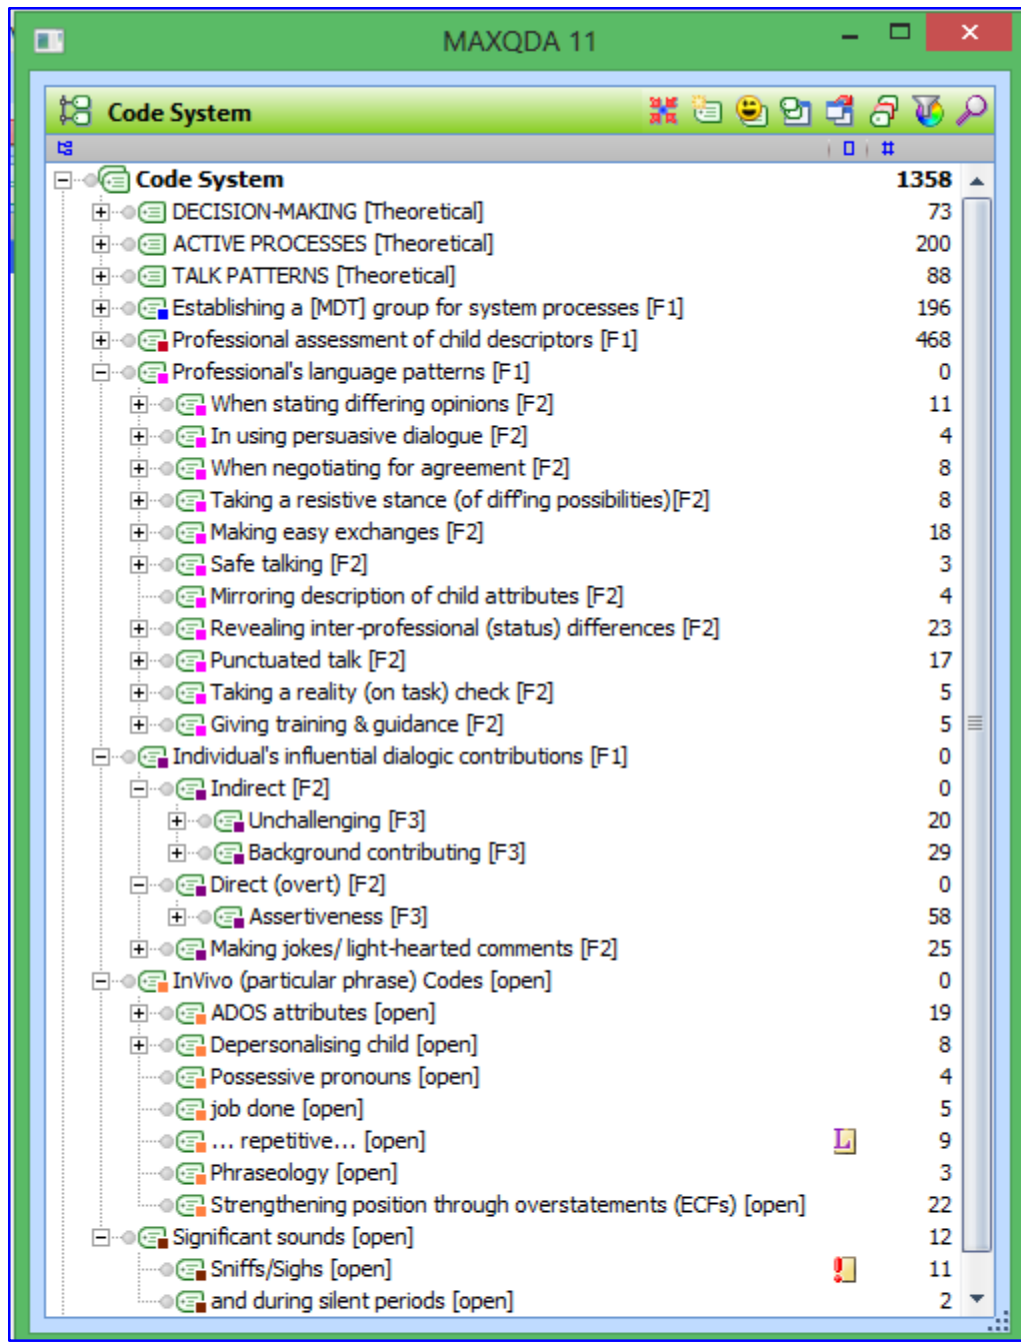 MAXQDA 11
Code System
Code System 1358
DECISION-MAKING [Theoretical] 73
ACTIVE PROCESSES [Theoretical] 200
TALK PATTERNS [Theoretical] 88
Establishing a [MDT] group for system processes [F1] 196
Professional assessment of child descriptors [F1] 468
Professional's language patterns [F1] 0
When stating differing opinions [F2] 11
In using persuasive dialogue [F2] 4
When negotiating for agreement [F2] 8
Taking a resistive stance (of diff'ing possibilities)[F2] 8
Making easy exchanges [F2] 18
Safe talking [F2] 3
Mirroring description of child attributes [F2] 4
Revealing inter-professional (status) differences [F2] 23
Punctuated talk [F2] 17
Taking a reality (on task) check [F2] 5
Giving training & guidance [F2] 5
Individual's influential dialogic contributions [F1] 0
Indirect [F2] 0
Unchallenging [F3] 20
Background contributing [F3] 29
Direct (overt) [F2] 0
Assertiveness [F3] 58
Making jokes/ light-hearted comments [F2] 25
InVivo (particular phrase) Codes [open] 0
ADOS attributes [open] 19
Depersonalising child [open] 8
Possessive pronouns [open] 4
job done [open] 5
... repetitive... [open] L 9
Phraseology [open] 3
Strengthening position through overstatements (ECFs) [open] 22
Significant sounds [open] 12
Sniffs/Sighs [open] ! 11
and during silent periods [open] 2